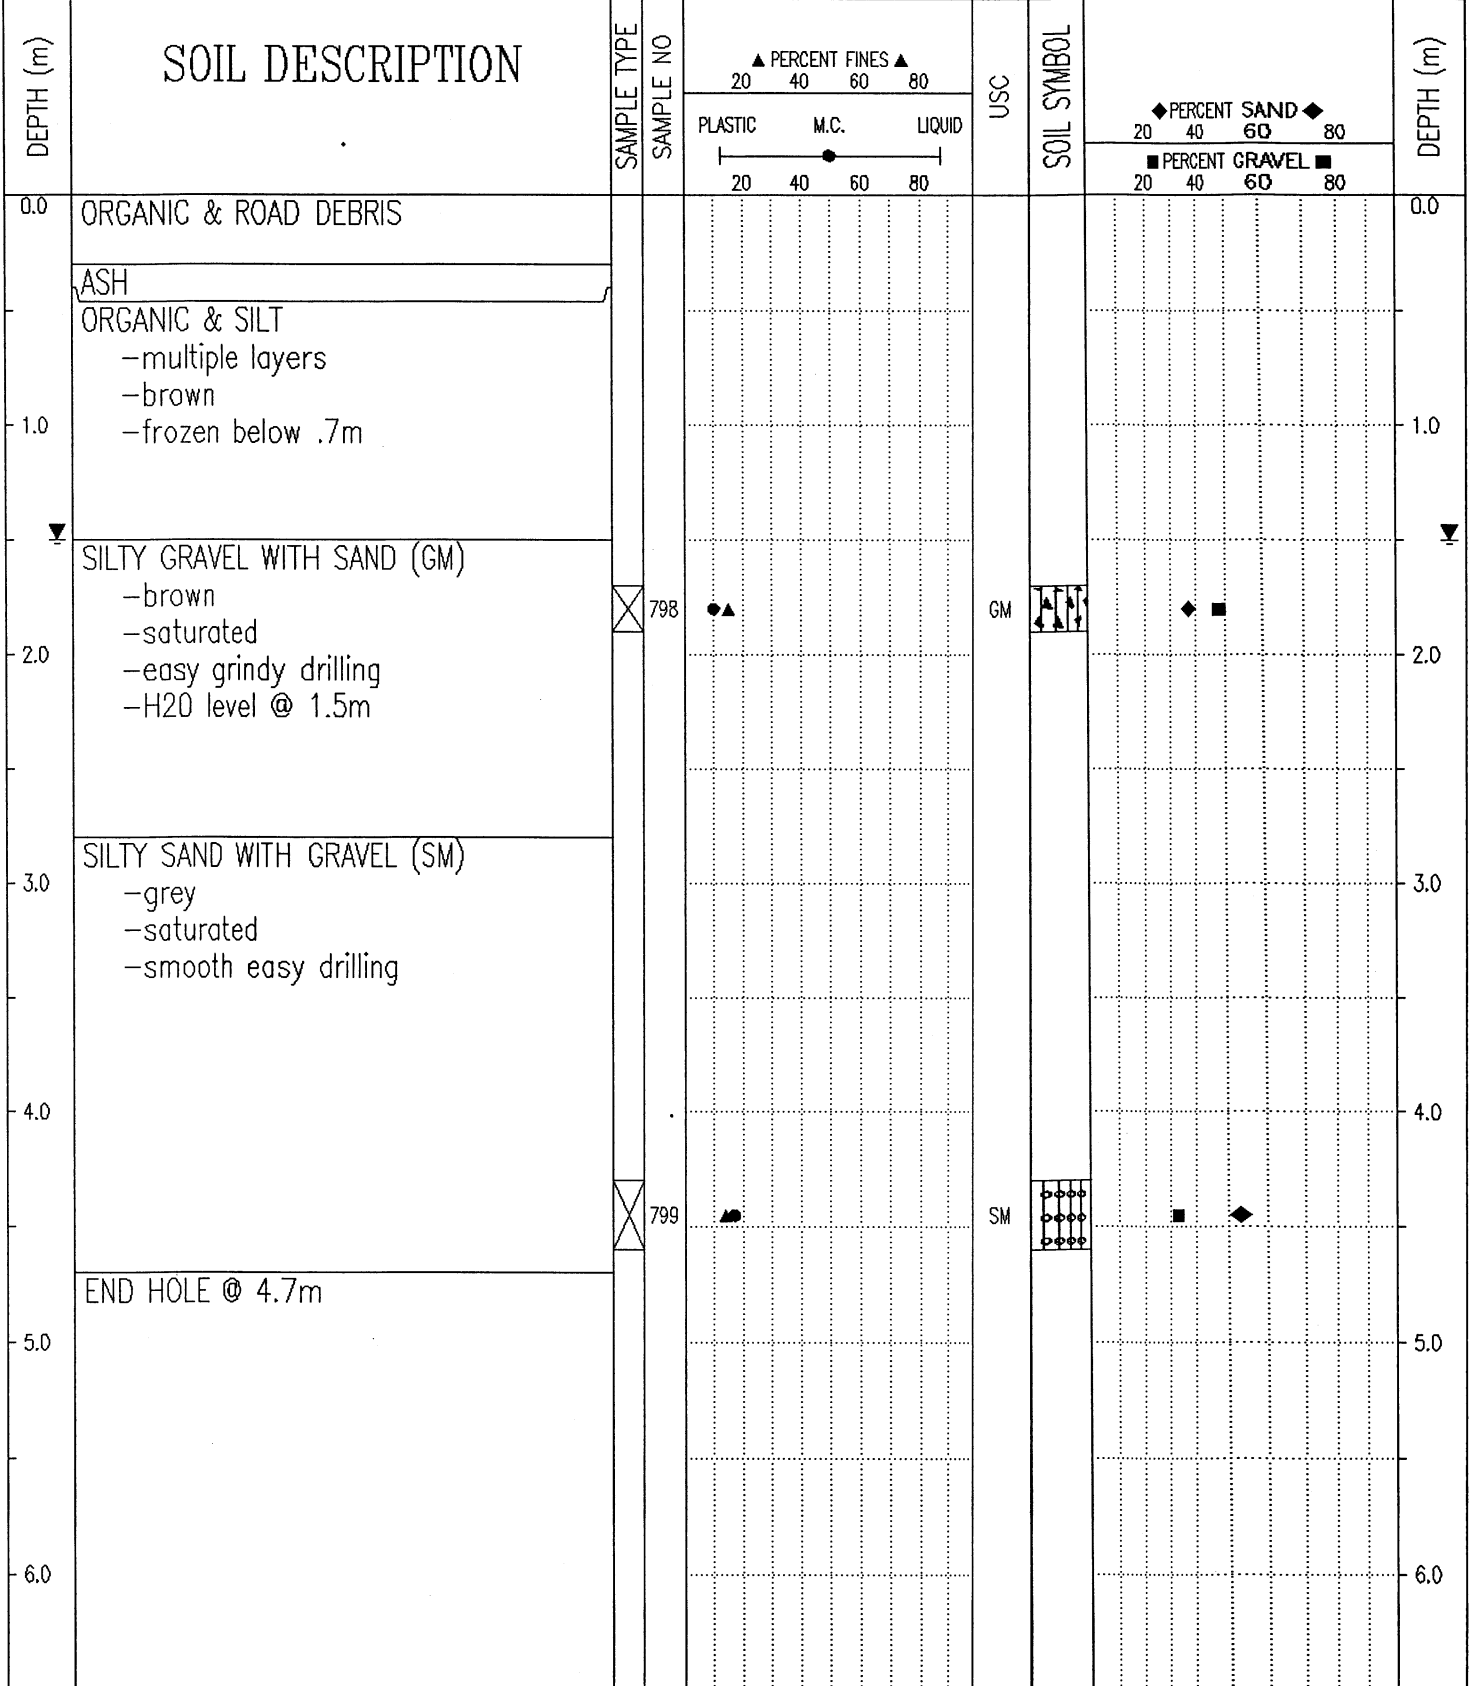 DEPTH (m)
SOIL DESCRIPTION
SAMPLE TYPE
SAMPLE NO
▲ PERCENT FINES ▲
20 40 60 80
PLASTIC M.C. LIQUID
20 40 60 80
USC
SOIL SYMBOL
◆PERCENT SAND◆
20 40 60 80
■PERCENT GRAVEL■
20 40 60 80
DEPTH (m)
0.0 ORGANIC & ROAD DEBRIS 0.0
ASH
ORGANIC & SILT
-multiple layers
-brown
1.0 -frozen below .7m 1.0
SILTY GRAVEL WITH SAND (GM)
-brown 798 GM
-saturated
2.0 -easy grindy drilling 2.0
-H20 level @ 1.5m
SILTY SAND WITH GRAVEL (SM)
3.0 -grey 3.0
-saturated
-smooth easy drilling
4.0 4.0
799 SM
END HOLE @ 4.7m
5.0 5.0
6.0 6.0